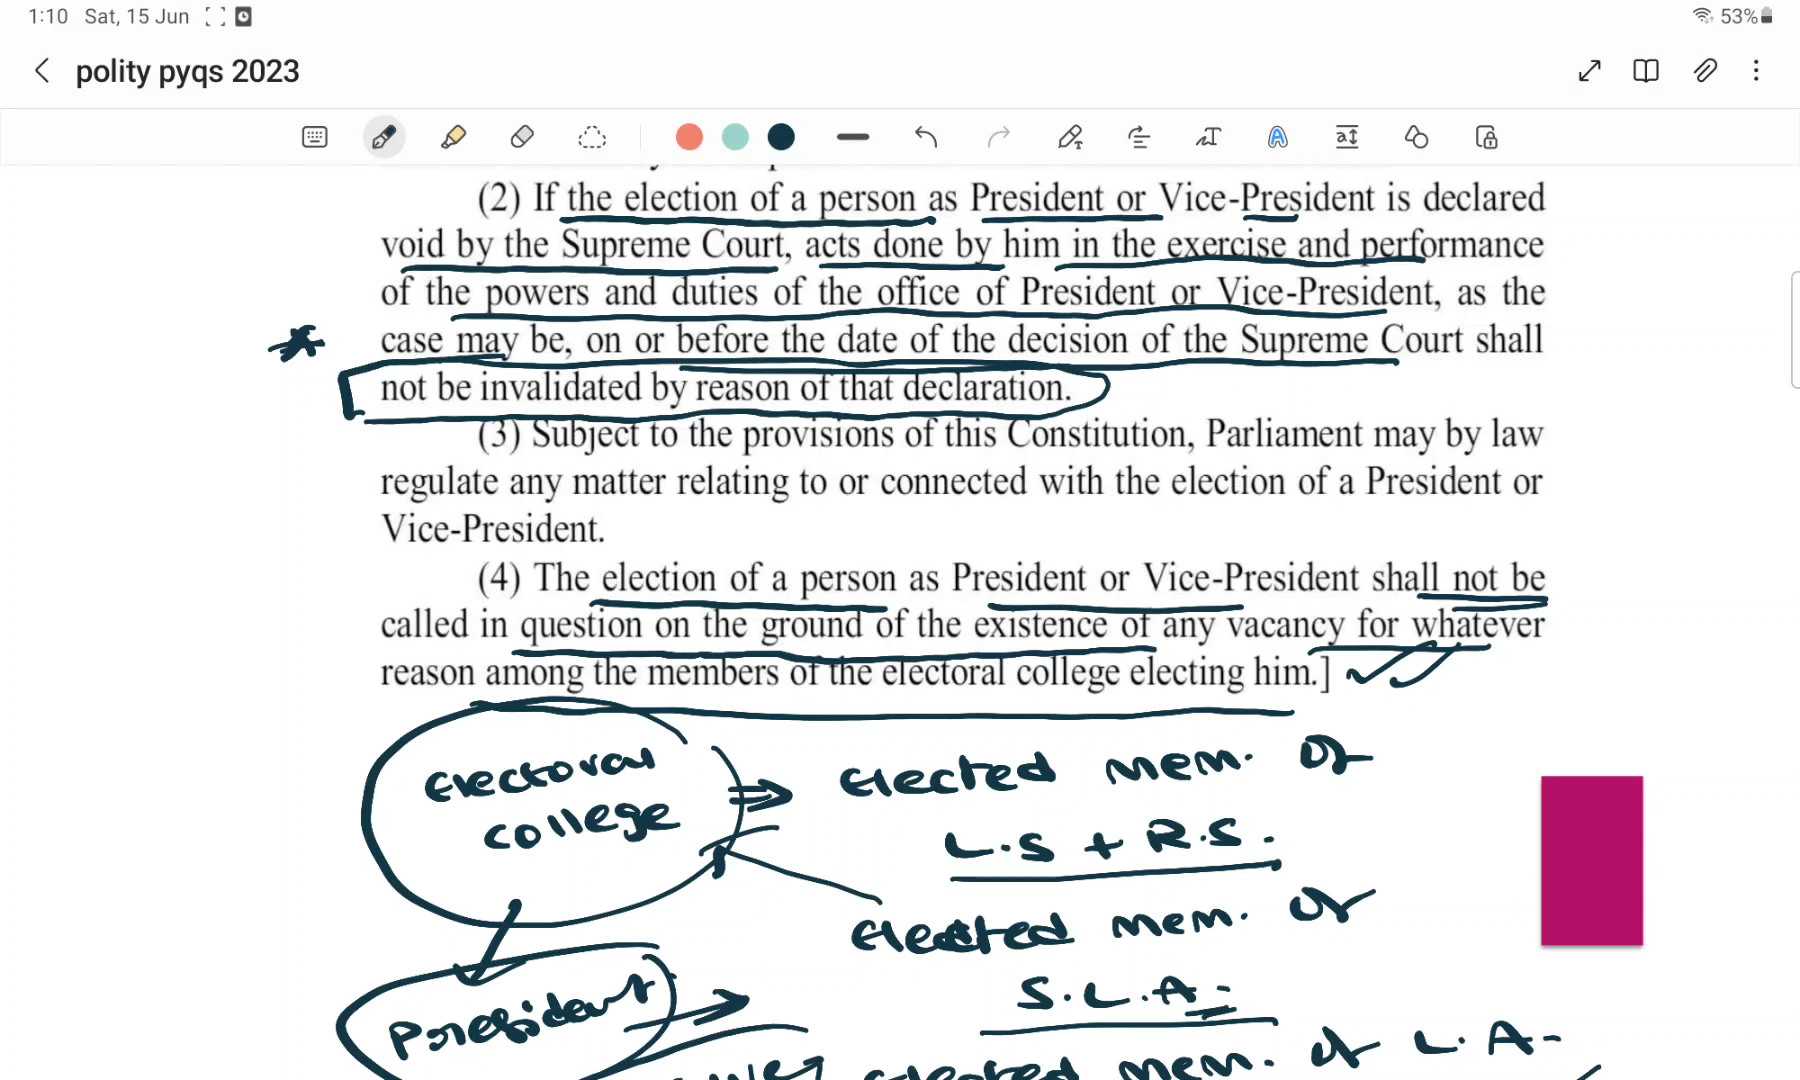 1:10 Sat, 15 Jun 53%
polity pyqs 2023
(2) If the election of a person as President or Vice-President is declared
void by the Supreme Court, acts done by him in the exercise and performance
of the powers and duties of the office of President or Vice-President, as the
case may be, on or before the date of the decision of the Supreme Court shall
not be invalidated by reason of that declaration.
(3) Subject to the provisions of this Constitution, Parliament may by law
regulate any matter relating to or connected with the election of a President or
Vice-President.
(4) The election of a person as President or Vice-President shall not be
called in question on the ground of the existence of any vacancy for whatever
reason among the members of the electoral college electing him.]
Electoral
college
Elected mem. of
L.S + R.S.
Elected mem. of
S.L.A.
President
elected mem. of L.A.